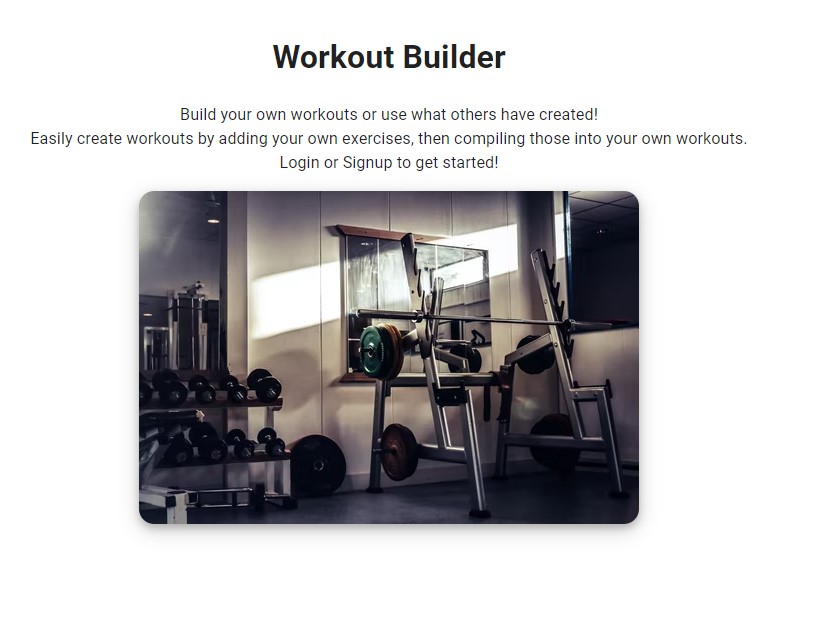 Workout Builder
Build your own workouts or use what others have created!
Easily create workouts by adding your own exercises, then compiling those into your own workouts.
Login or Signup to get started!